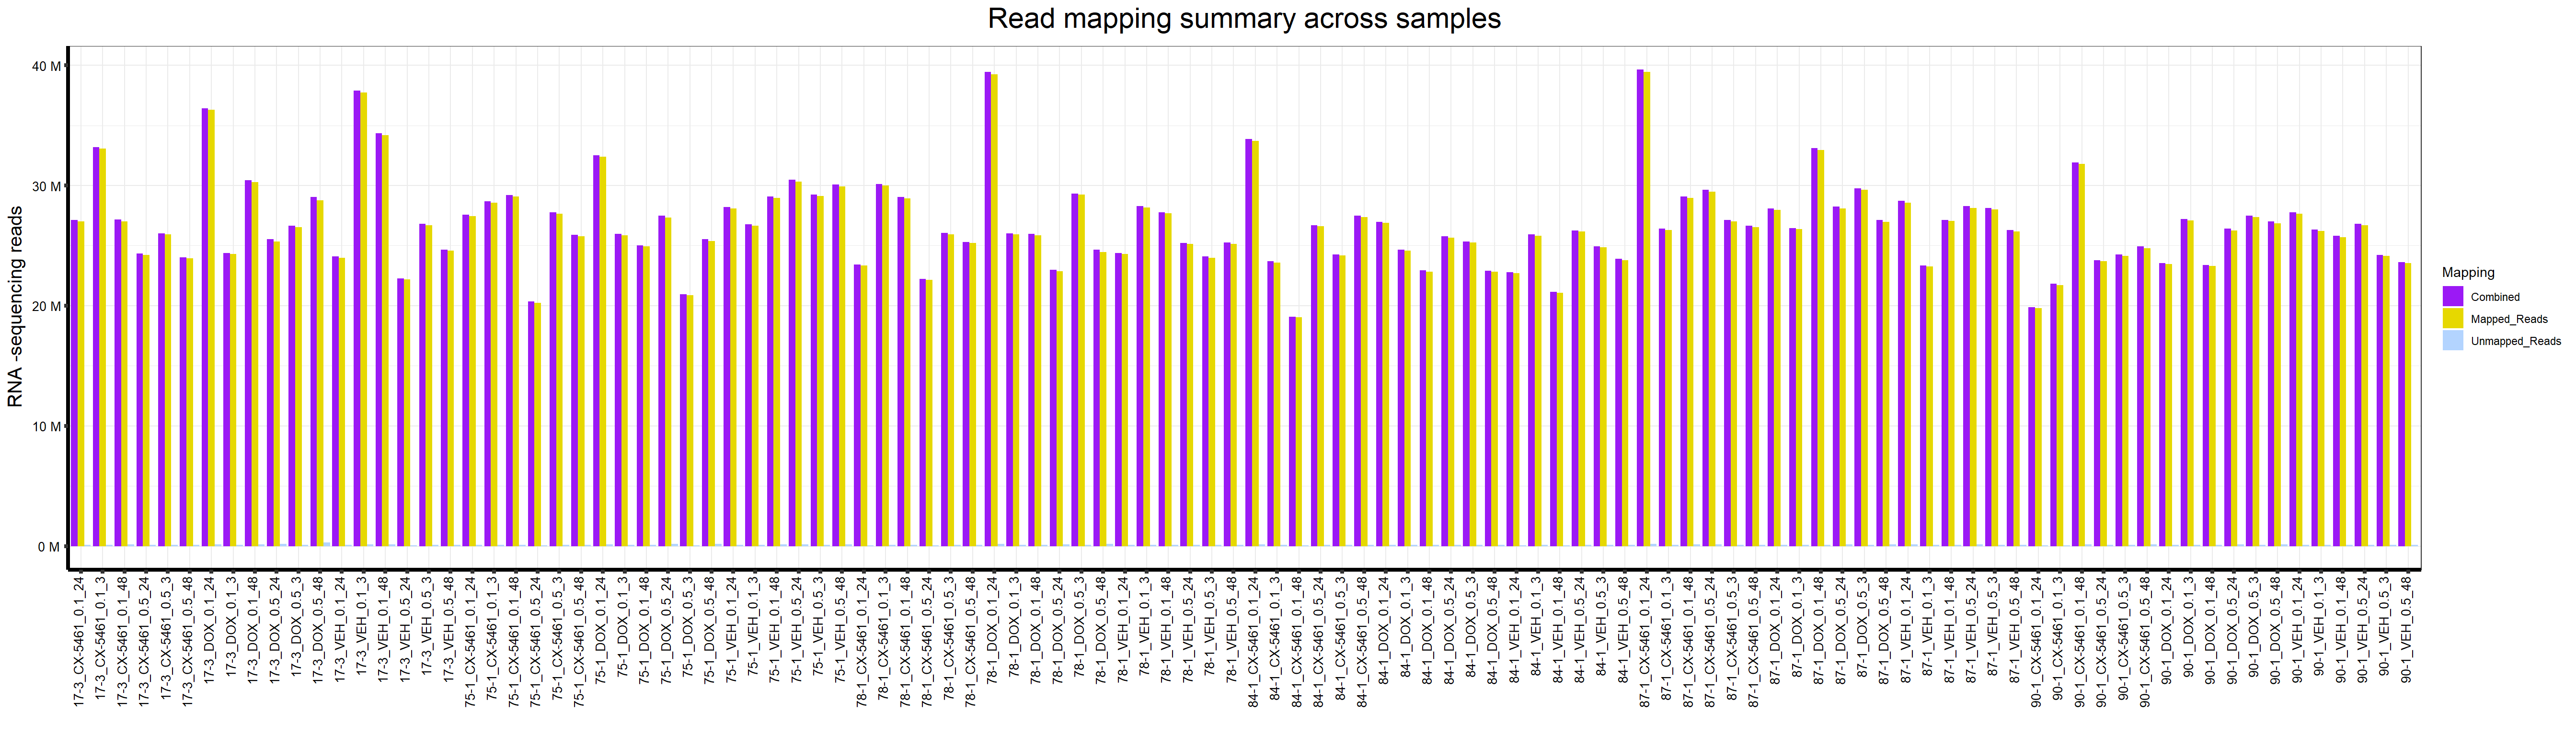 Read mapping summary across samples
RNA -sequencing reads
40 M
30 M
20 M
10 M
0 M
17-3_CX-5461_0.1_24
17-3_CX-5461_0.1_3
17-3_CX-5461_0.1_48
17-3_CX-5461_0.5_24
17-3_CX-5461_0.5_3
17-3_CX-5461_0.5_48
17-3_DOX_0.1_24
17-3_DOX_0.1_3
17-3_DOX_0.1_48
17-3_DOX_0.5_24
17-3_DOX_0.5_3
17-3_DOX_0.5_48
17-3_VEH_0.1_24
17-3_VEH_0.1_3
17-3_VEH_0.1_48
17-3_VEH_0.5_24
17-3_VEH_0.5_3
17-3_VEH_0.5_48
75-1_CX-5461_0.1_24
75-1_CX-5461_0.1_3
75-1_CX-5461_0.1_48
75-1_CX-5461_0.5_24
75-1_CX-5461_0.5_3
75-1_CX-5461_0.5_48
75-1_DOX_0.1_24
75-1_DOX_0.1_3
75-1_DOX_0.1_48
75-1_DOX_0.5_24
75-1_DOX_0.5_3
75-1_DOX_0.5_48
75-1_VEH_0.1_24
75-1_VEH_0.1_3
75-1_VEH_0.1_48
75-1_VEH_0.5_24
75-1_VEH_0.5_3
75-1_VEH_0.5_48
78-1_CX-5461_0.1_24
78-1_CX-5461_0.1_3
78-1_CX-5461_0.1_48
78-1_CX-5461_0.5_24
78-1_CX-5461_0.5_3
78-1_CX-5461_0.5_48
78-1_DOX_0.1_24
78-1_DOX_0.1_3
78-1_DOX_0.1_48
78-1_DOX_0.5_24
78-1_DOX_0.5_3
78-1_DOX_0.5_48
78-1_VEH_0.1_24
78-1_VEH_0.1_3
78-1_VEH_0.1_48
78-1_VEH_0.5_24
78-1_VEH_0.5_3
78-1_VEH_0.5_48
84-1_CX-5461_0.1_24
84-1_CX-5461_0.1_3
84-1_CX-5461_0.1_48
84-1_CX-5461_0.5_24
84-1_CX-5461_0.5_3
84-1_CX-5461_0.5_48
84-1_DOX_0.1_24
84-1_DOX_0.1_3
84-1_DOX_0.1_48
84-1_DOX_0.5_24
84-1_DOX_0.5_3
84-1_DOX_0.5_48
84-1_VEH_0.1_24
84-1_VEH_0.1_3
84-1_VEH_0.1_48
84-1_VEH_0.5_24
84-1_VEH_0.5_3
84-1_VEH_0.5_48
87-1_CX-5461_0.1_24
87-1_CX-5461_0.1_3
87-1_CX-5461_0.1_48
87-1_CX-5461_0.5_24
87-1_CX-5461_0.5_3
87-1_CX-5461_0.5_48
87-1_DOX_0.1_24
87-1_DOX_0.1_3
87-1_DOX_0.1_48
87-1_DOX_0.5_24
87-1_DOX_0.5_3
87-1_DOX_0.5_48
87-1_VEH_0.1_24
87-1_VEH_0.1_3
87-1_VEH_0.1_48
87-1_VEH_0.5_24
87-1_VEH_0.5_3
87-1_VEH_0.5_48
90-1_CX-5461_0.1_24
90-1_CX-5461_0.1_3
90-1_CX-5461_0.1_48
90-1_CX-5461_0.5_24
90-1_CX-5461_0.5_3
90-1_CX-5461_0.5_48
90-1_DOX_0.1_24
90-1_DOX_0.1_3
90-1_DOX_0.1_48
90-1_DOX_0.5_24
90-1_DOX_0.5_3
90-1_DOX_0.5_48
90-1_VEH_0.1_24
90-1_VEH_0.1_3
90-1_VEH_0.1_48
90-1_VEH_0.5_24
90-1_VEH_0.5_3
90-1_VEH_0.5_48
Mapping
Combined
Mapped_Reads
Unmapped_Reads